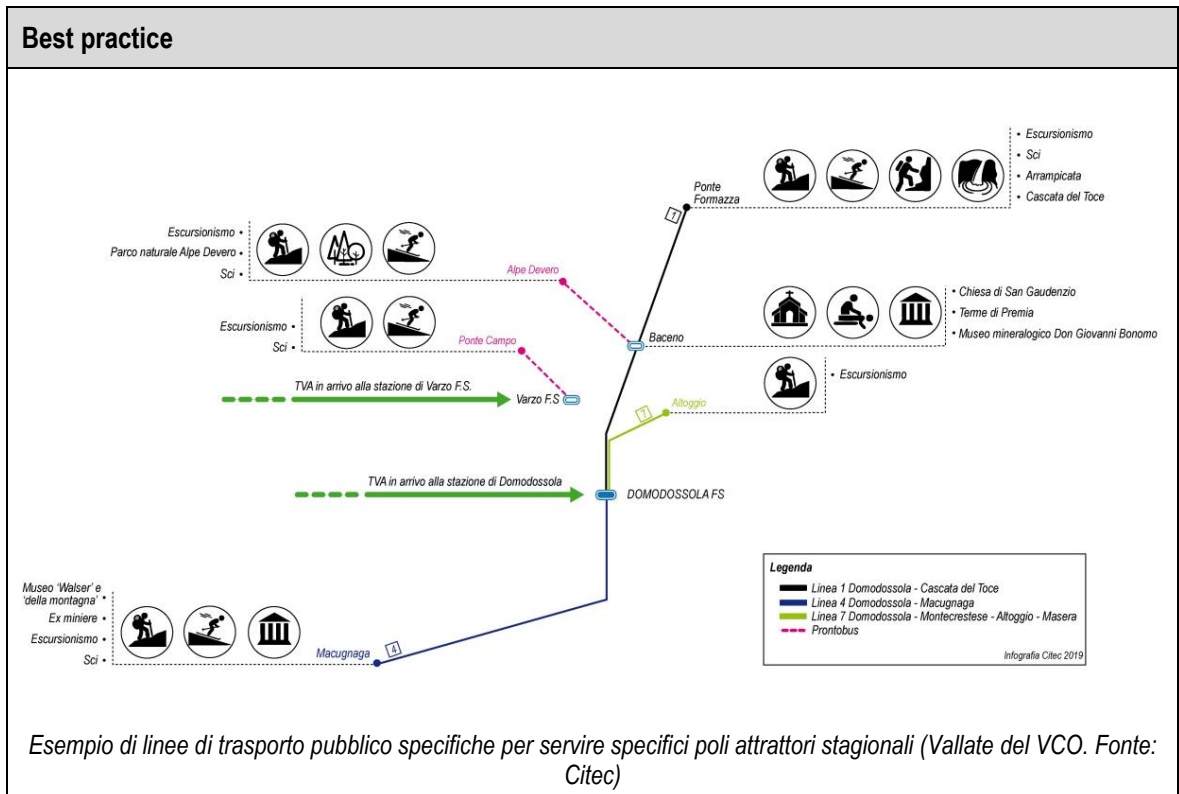 Best practice
Ponte
Formazza
1
• Escursionismo
• Sci
• Arrampicata
• Cascata del Toce
Escursionismo •
Parco naturale Alpe Devero •
Sci •
Alpe Devero
Escursionismo •
Sci •
Ponte Campo
Baceno
• Chiesa di San Gaudenzio
• Terme di Premia
• Museo mineralogico Don Giovanni Bonomo
TVA in arrivo alla stazione di Varzo F.S.
Varzo F.S
7
Altoggio
• Escursionismo
TVA in arrivo alla stazione di Domodossola
DOMODOSSOLA FS
Museo 'Walser' e
'della montagna' •
Ex miniere •
Escursionismo •
Sci •
Macugnaga
4
Legenda
Linea 1 Domodossola - Cascata del Toce
Linea 4 Domodossola - Macugnaga
Linea 7 Domodossola - Montecrestese - Altoggio - Masera
Prontobus
Infografia Citec 2019
Esempio di linee di trasporto pubblico specifiche per servire specifici poli attrattori stagionali (Vallate del VCO. Fonte:
Citec)